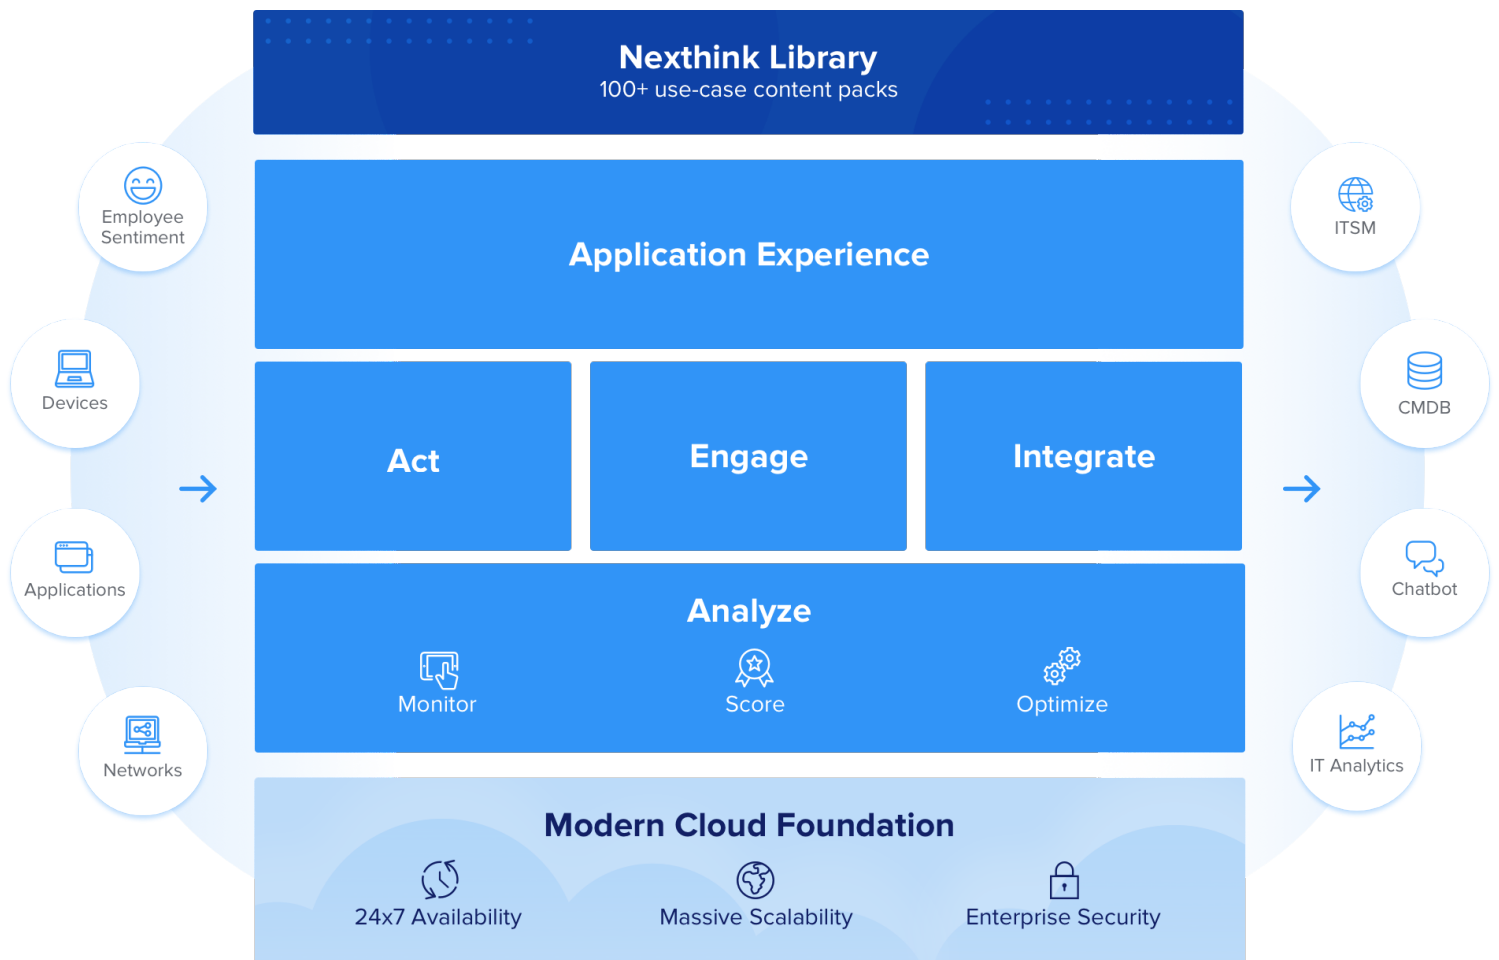 Nexthink Library
100+ use-case content packs
Employee
Sentiment
Devices
Applications
Networks
Application Experience
Act
Engage
Integrate
Analyze
Monitor
Score
Optimize
Modern Cloud Foundation
24x7 Availability
Massive Scalability
Enterprise Security
ITSM
CMDB
Chatbot
IT Analytics